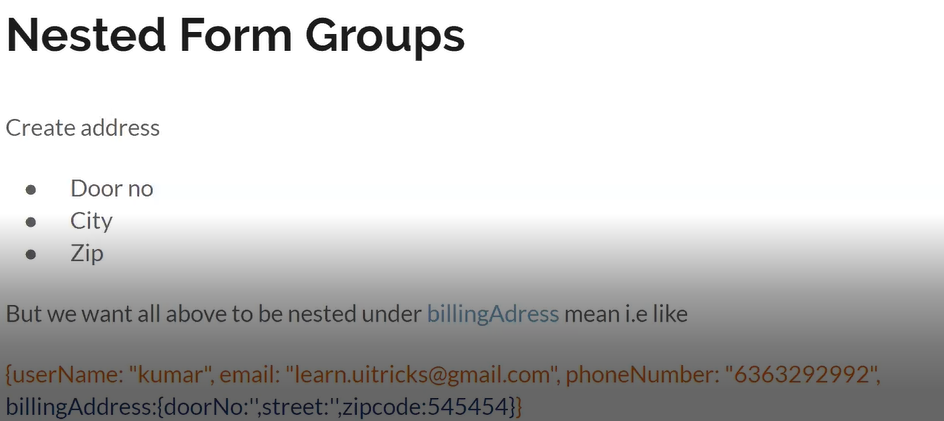 Nested Form Groups
Create address
● Door no
● City
● Zip
But we want all above to be nested under billingAdress mean i.e like
{userName: "kumar", email: "learn.uitricks@gmail.com", phoneNumber: "6363292992",
billingAddress:{doorNo:'',street:'',zipcode:545454}}